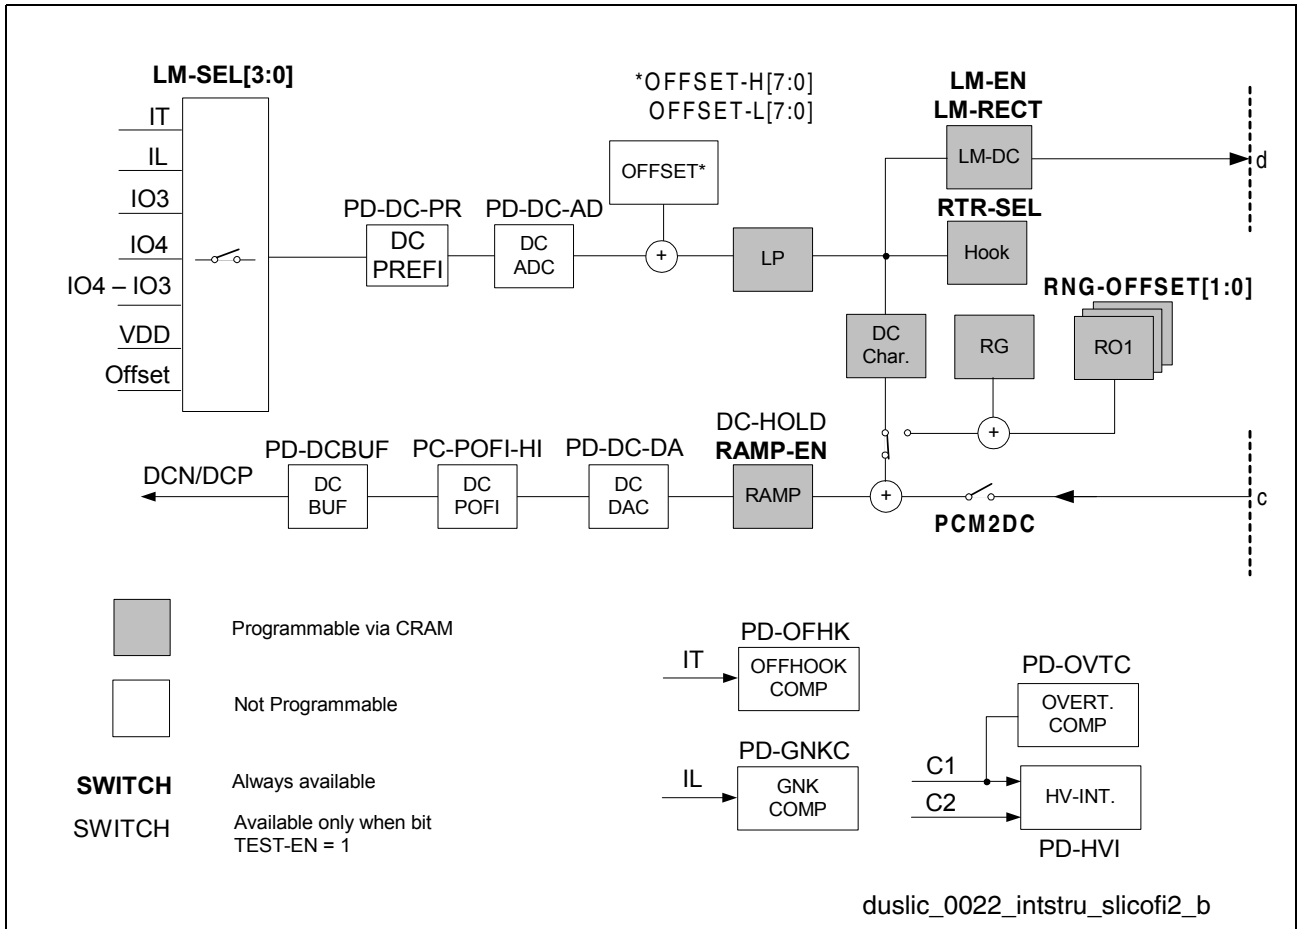 LM-SEL[3:0]
IT
IL
IO3
IO4
IO4 – IO3
VDD
Offset
*OFFSET-H[7:0]
OFFSET-L[7:0]
OFFSET*
PD-DC-PR
DC
PREFI
PD-DC-AD
DC
ADC
+
LP
LM-EN
LM-RECT
LM-DC
d
RTR-SEL
Hook
RNG-OFFSET[1:0]
DC
Char.
RG
RO1
+
DCN/DCP
PD-DCBUF
DC
BUF
PC-POFI-HI
DC
POFI
PD-DC-DA
DC
DAC
DC-HOLD
RAMP-EN
RAMP
+
PCM2DC
c
Programmable via CRAM
Not Programmable
SWITCH
Always available
SWITCH
Available only when bit
TEST-EN = 1
PD-OFHK
IT
OFFHOOK
COMP
PD-GNKC
IL
GNK
COMP
PD-OVTC
OVERT.
COMP
C1
C2
HV-INT.
PD-HVI
duslic_0022_intstru_slicofi2_b